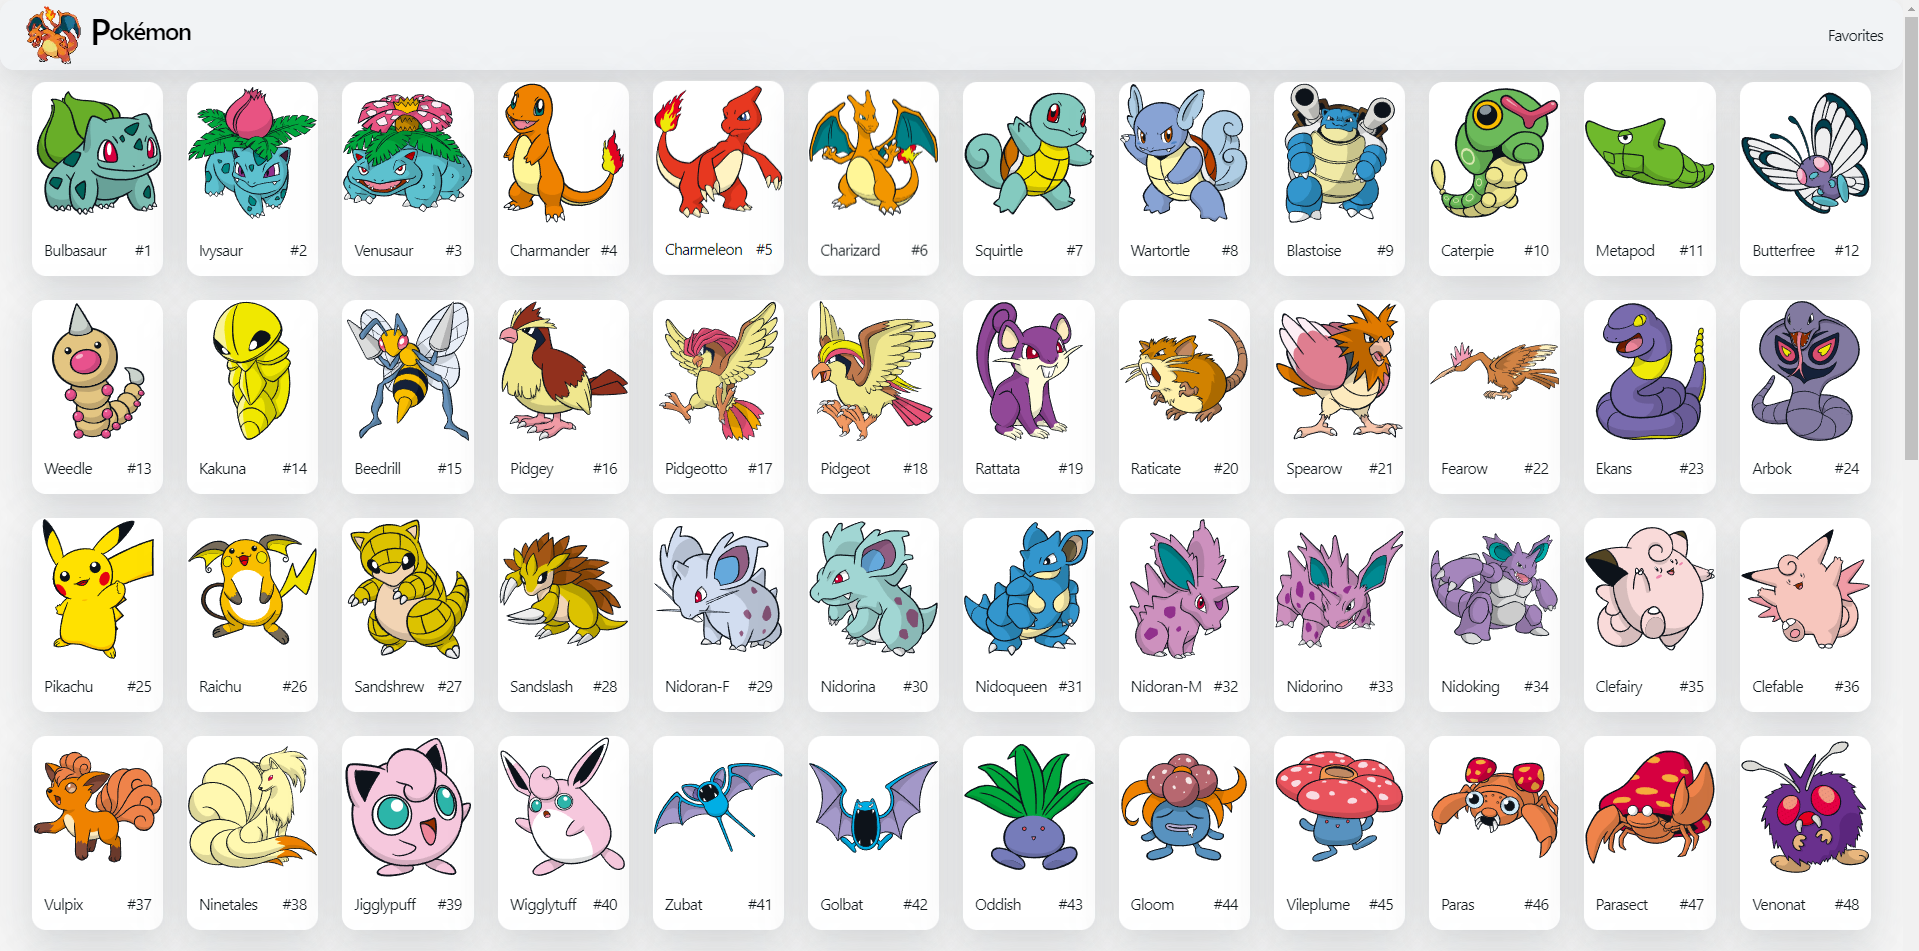 Pokémon
Favorites
Bulbasaur #1
Ivysaur #2
Venusaur #3
Charmander #4
Charmeleon #5
Charizard #6
Squirtle #7
Wartortle #8
Blastoise #9
Caterpie #10
Metapod #11
Butterfree #12
Weedle #13
Kakuna #14
Beedrill #15
Pidgey #16
Pidgeotto #17
Pidgeot #18
Rattata #19
Raticate #20
Spearow #21
Fearow #22
Ekans #23
Arbok #24
Pikachu #25
Raichu #26
Sandshrew #27
Sandslash #28
Nidoran-F #29
Nidorina #30
Nidoqueen #31
Nidoran-M #32
Nidorino #33
Nidoking #34
Clefairy #35
Clefable #36
Vulpix #37
Ninetales #38
Jigglypuff #39
Wigglytuff #40
Zubat #41
Golbat #42
Oddish #43
Gloom #44
Vileplume #45
Paras #46
Parasect #47
Venonat #48